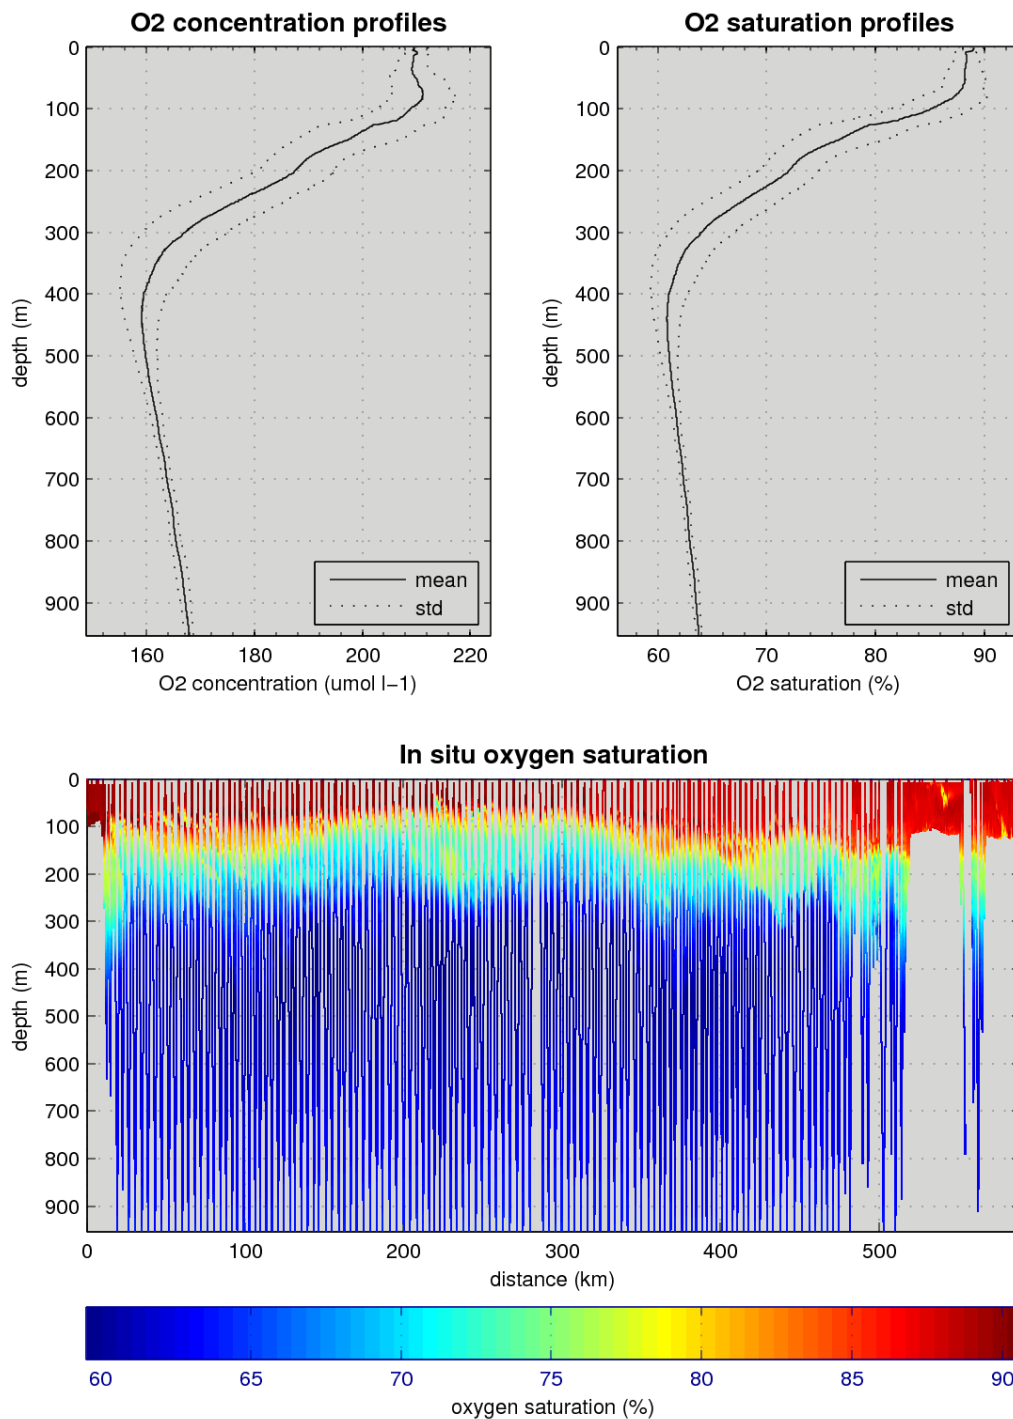 O2 concentration profiles
0
100
200
300
400
500
600
700
800
900
depth (m)
160 180 200 220
O2 concentration (umol l−1)
mean
std
O2 saturation profiles
0
100
200
300
400
500
600
700
800
900
depth (m)
60 70 80 90
O2 saturation (%)
mean
std
In situ oxygen saturation
0
100
200
300
400
500
600
700
800
900
depth (m)
0 100 200 300 400 500
distance (km)
60 65 70 75 80 85 90
oxygen saturation (%)